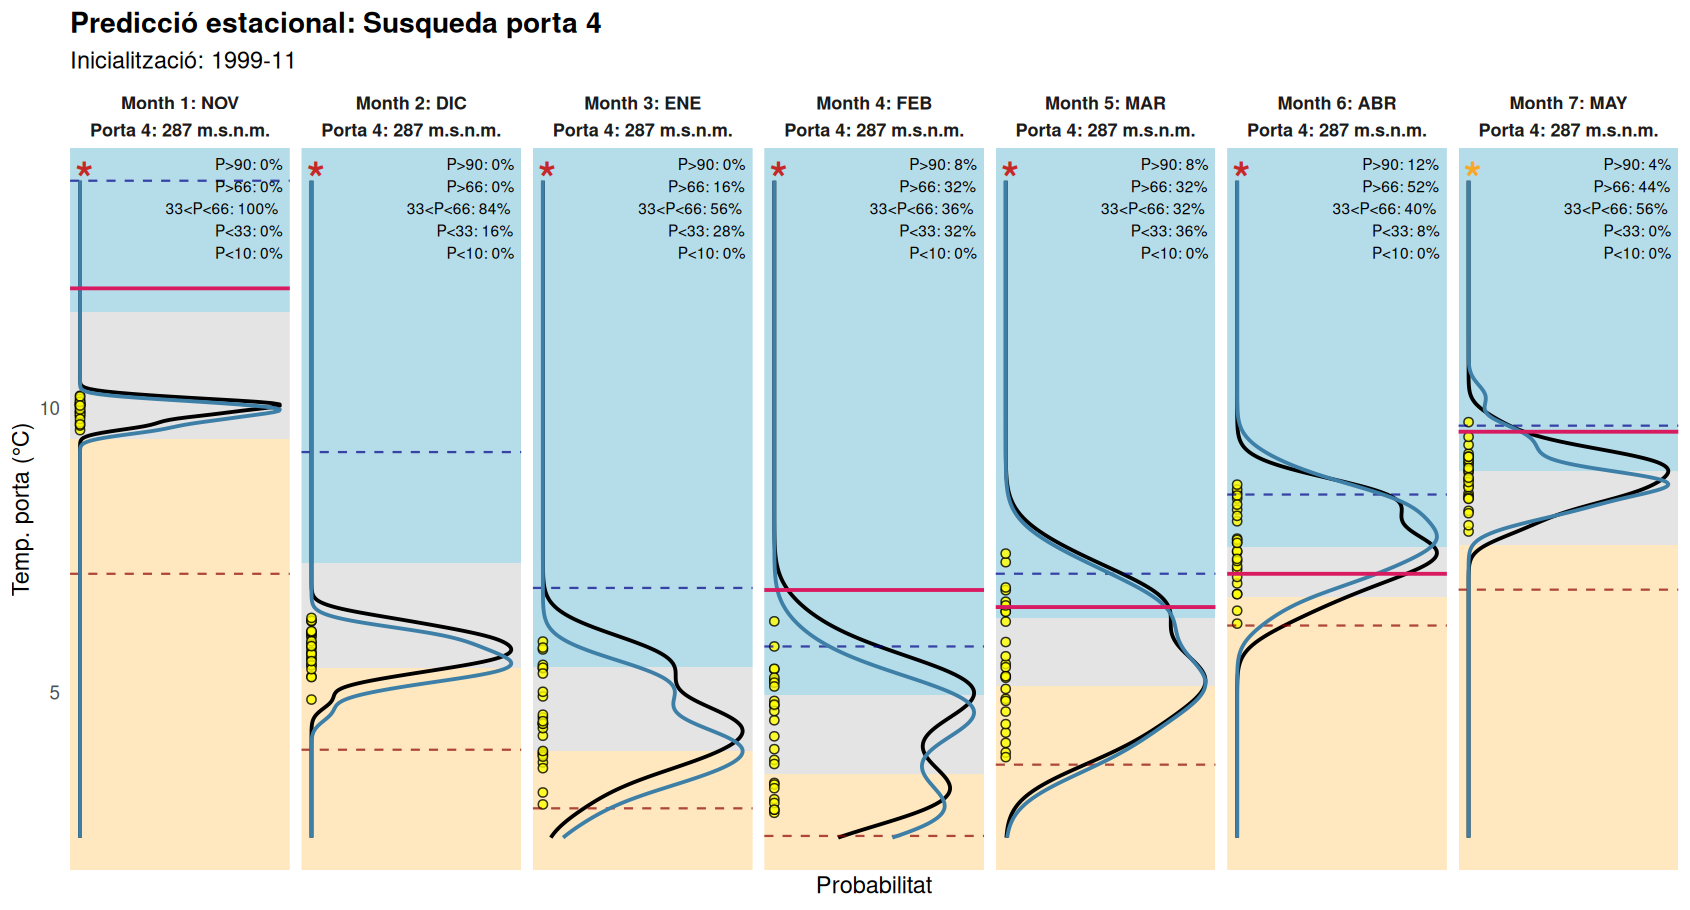 Predicció estacional: Susqueda porta 4
Inicialització: 1999-11
Month 1: NOV
Porta 4: 287 m.s.n.m.
Month 2: DIC
Porta 4: 287 m.s.n.m.
Month 3: ENE
Porta 4: 287 m.s.n.m.
Month 4: FEB
Porta 4: 287 m.s.n.m.
Month 5: MAR
Porta 4: 287 m.s.n.m.
Month 6: ABR
Porta 4: 287 m.s.n.m.
Month 7: MAY
Porta 4: 287 m.s.n.m.
*
P>90: 0%
P>66: 0%
33<P<66: 100%
P<33: 0%
P<10: 0%
*
P>90: 0%
P>66: 0%
33<P<66: 84%
P<33: 16%
P<10: 0%
*
P>90: 0%
P>66: 16%
33<P<66: 56%
P<33: 28%
P<10: 0%
*
P>90: 8%
P>66: 32%
33<P<66: 36%
P<33: 32%
P<10: 0%
*
P>90: 8%
P>66: 32%
33<P<66: 32%
P<33: 36%
P<10: 0%
*
P>90: 12%
P>66: 52%
33<P<66: 40%
P<33: 8%
P<10: 0%
*
P>90: 4%
P>66: 44%
33<P<66: 56%
P<33: 0%
P<10: 0%
10
5
Temp. porta (°C)
Probabilitat